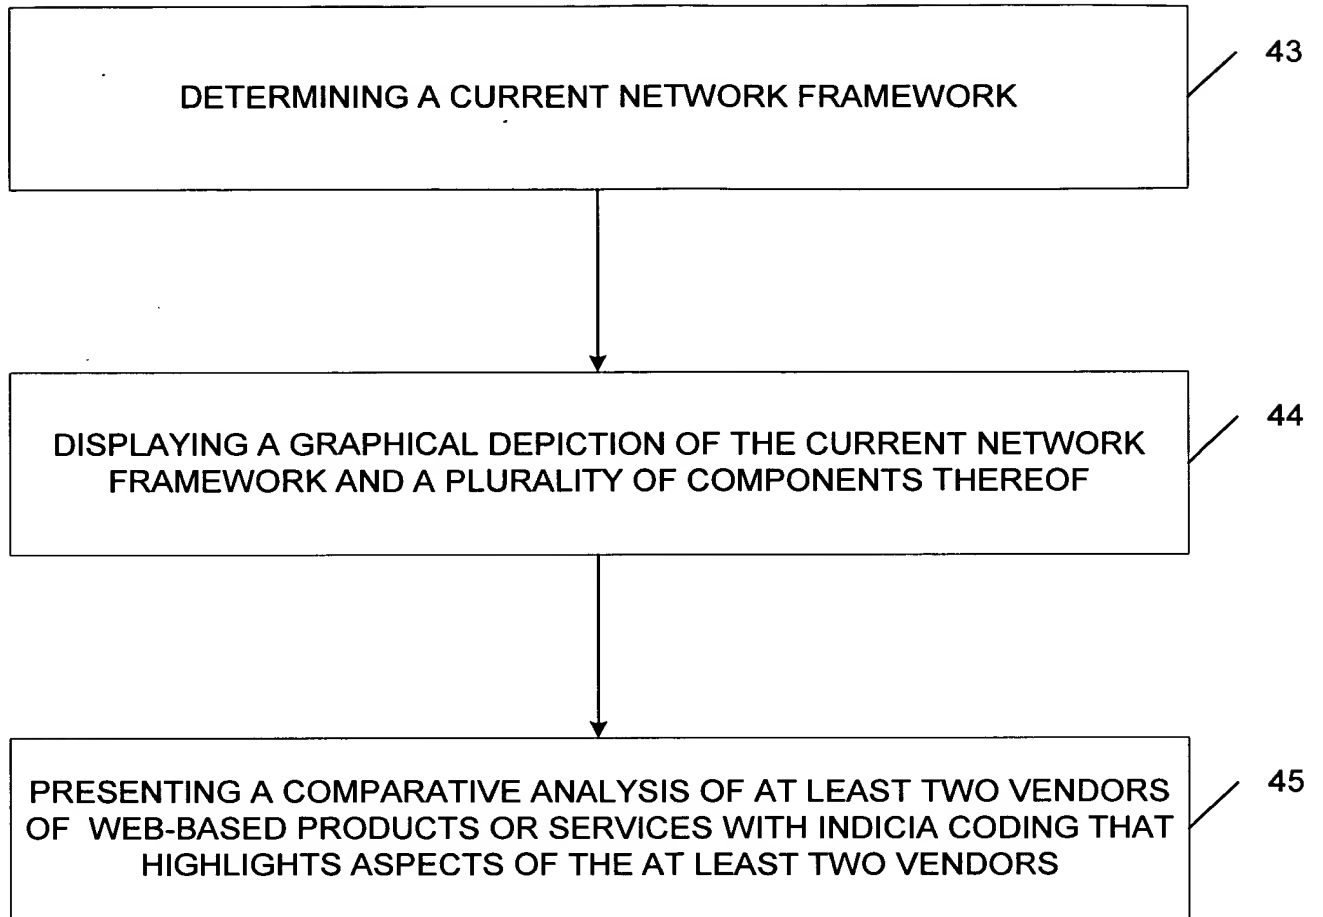 43
DETERMINING A CURRENT NETWORK FRAMEWORK
44
DISPLAYING A GRAPHICAL DEPICTION OF THE CURRENT NETWORK
FRAMEWORK AND A PLURALITY OF COMPONENTS THEREOF
45
PRESENTING A COMPARATIVE ANALYSIS OF AT LEAST TWO VENDORS
OF WEB-BASED PRODUCTS OR SERVICES WITH INDICIA CODING THAT
HIGHLIGHTS ASPECTS OF THE AT LEAST TWO VENDORS